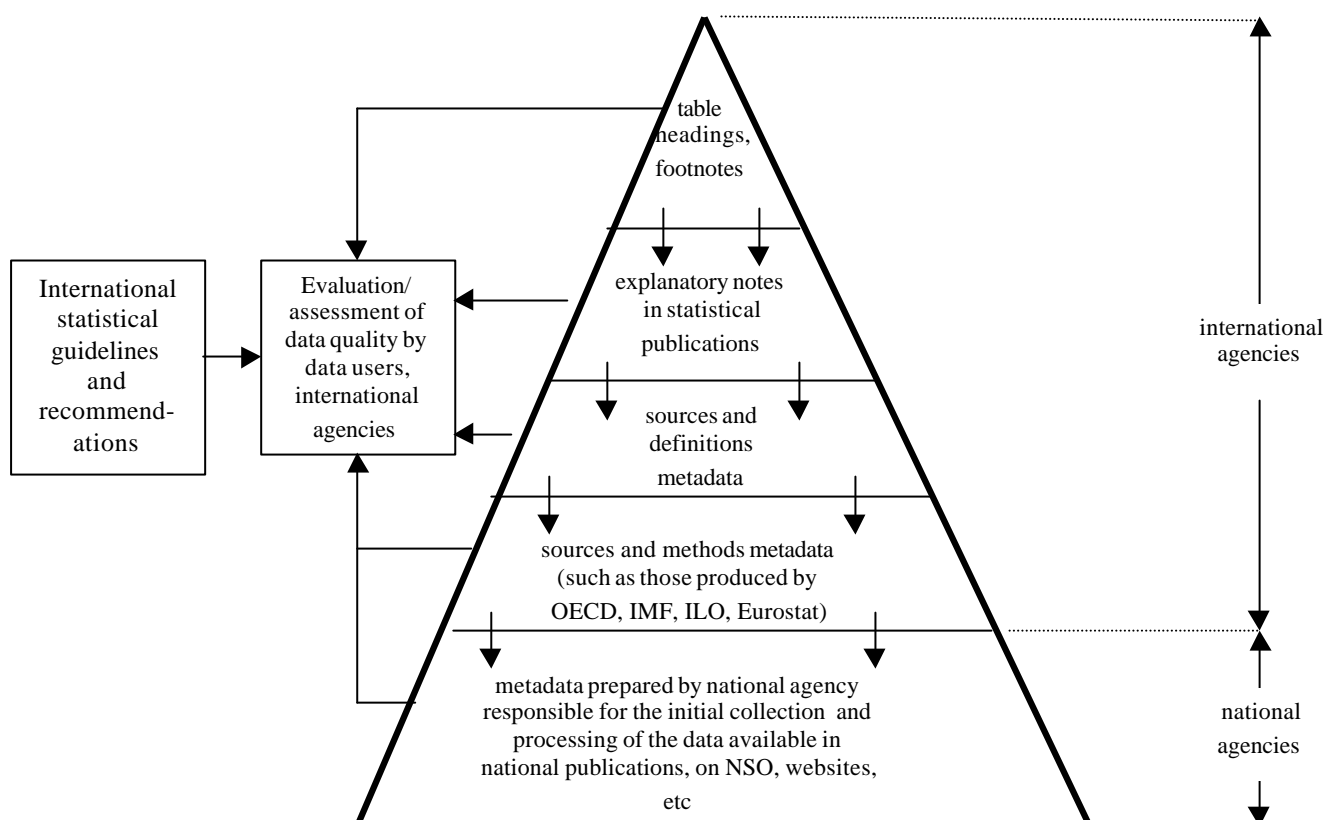 table
headings,
footnotes
explanatory notes
in statistical
publications
sources and
definitions
metadata
sources and methods metadata
(such as those produced by
OECD, IMF, ILO, Eurostat)
metadata prepared by national agency
responsible for the initial collection and
processing of the data available in
national publications, on NSO, websites,
etc
International
statistical
guidelines
and
recommend-
ations
Evaluation/
assessment of
data quality by
data users,
international
agencies
international
agencies
national
agencies